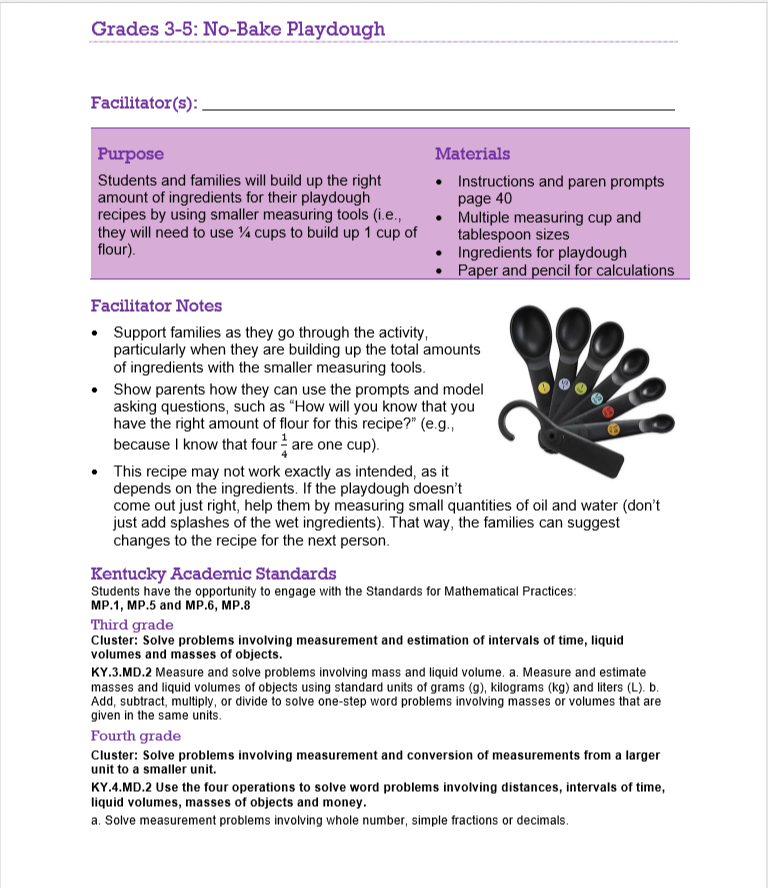 Grades 3-5: No-Bake Playdough
Facilitator(s):
Purpose
Students and families will build up the right
amount of ingredients for their playdough
recipes by using smaller measuring tools (i.e.,
they will need to use ¼ cups to build up 1 cup of
flour).
Materials
• Instructions and paren prompts
page 40
• Multiple measuring cup and
tablespoon sizes
• Ingredients for playdough
• Paper and pencil for calculations
Facilitator Notes
• Support families as they go through the activity,
particularly when they are building up the total amounts
of ingredients with the smaller measuring tools.
• Show parents how they can use the prompts and model
asking questions, such as “How will you know that you
have the right amount of flour for this recipe?” (e.g.,
because I know that four 1/4 are one cup).
• This recipe may not work exactly as intended, as it
depends on the ingredients. If the playdough doesn’t
come out just right, help them by measuring small quantities of oil and water (don’t
just add splashes of the wet ingredients). That way, the families can suggest
changes to the recipe for the next person.
Kentucky Academic Standards
Students have the opportunity to engage with the Standards for Mathematical Practices:
MP.1, MP.5 and MP.6, MP.8
Third grade
Cluster: Solve problems involving measurement and estimation of intervals of time, liquid
volumes and masses of objects.
KY.3.MD.2 Measure and solve problems involving mass and liquid volume. a. Measure and estimate
masses and liquid volumes of objects using standard units of grams (g), kilograms (kg) and liters (L). b.
Add, subtract, multiply, or divide to solve one-step word problems involving masses or volumes that are
given in the same units.
Fourth grade
Cluster: Solve problems involving measurement and conversion of measurements from a larger
unit to a smaller unit.
KY.4.MD.2 Use the four operations to solve word problems involving distances, intervals of time,
liquid volumes, masses of objects and money.
a. Solve measurement problems involving whole number, simple fractions or decimals.